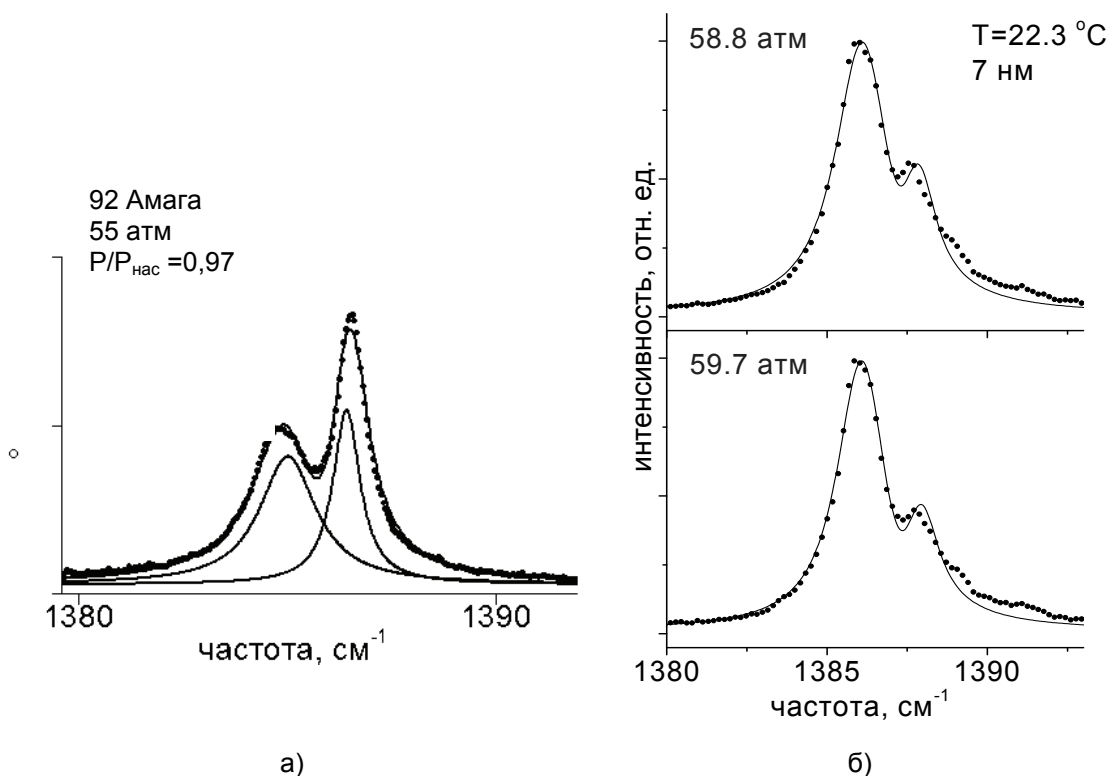 92 Амага
55 атм
P/Pнас =0,97
1380
1390
частота, см-1
а)
58.8 атм
T=22.3 °C
7 нм
59.7 атм
интенсивность, отн. ед.
1380
1385
1390
частота, см-1
б)